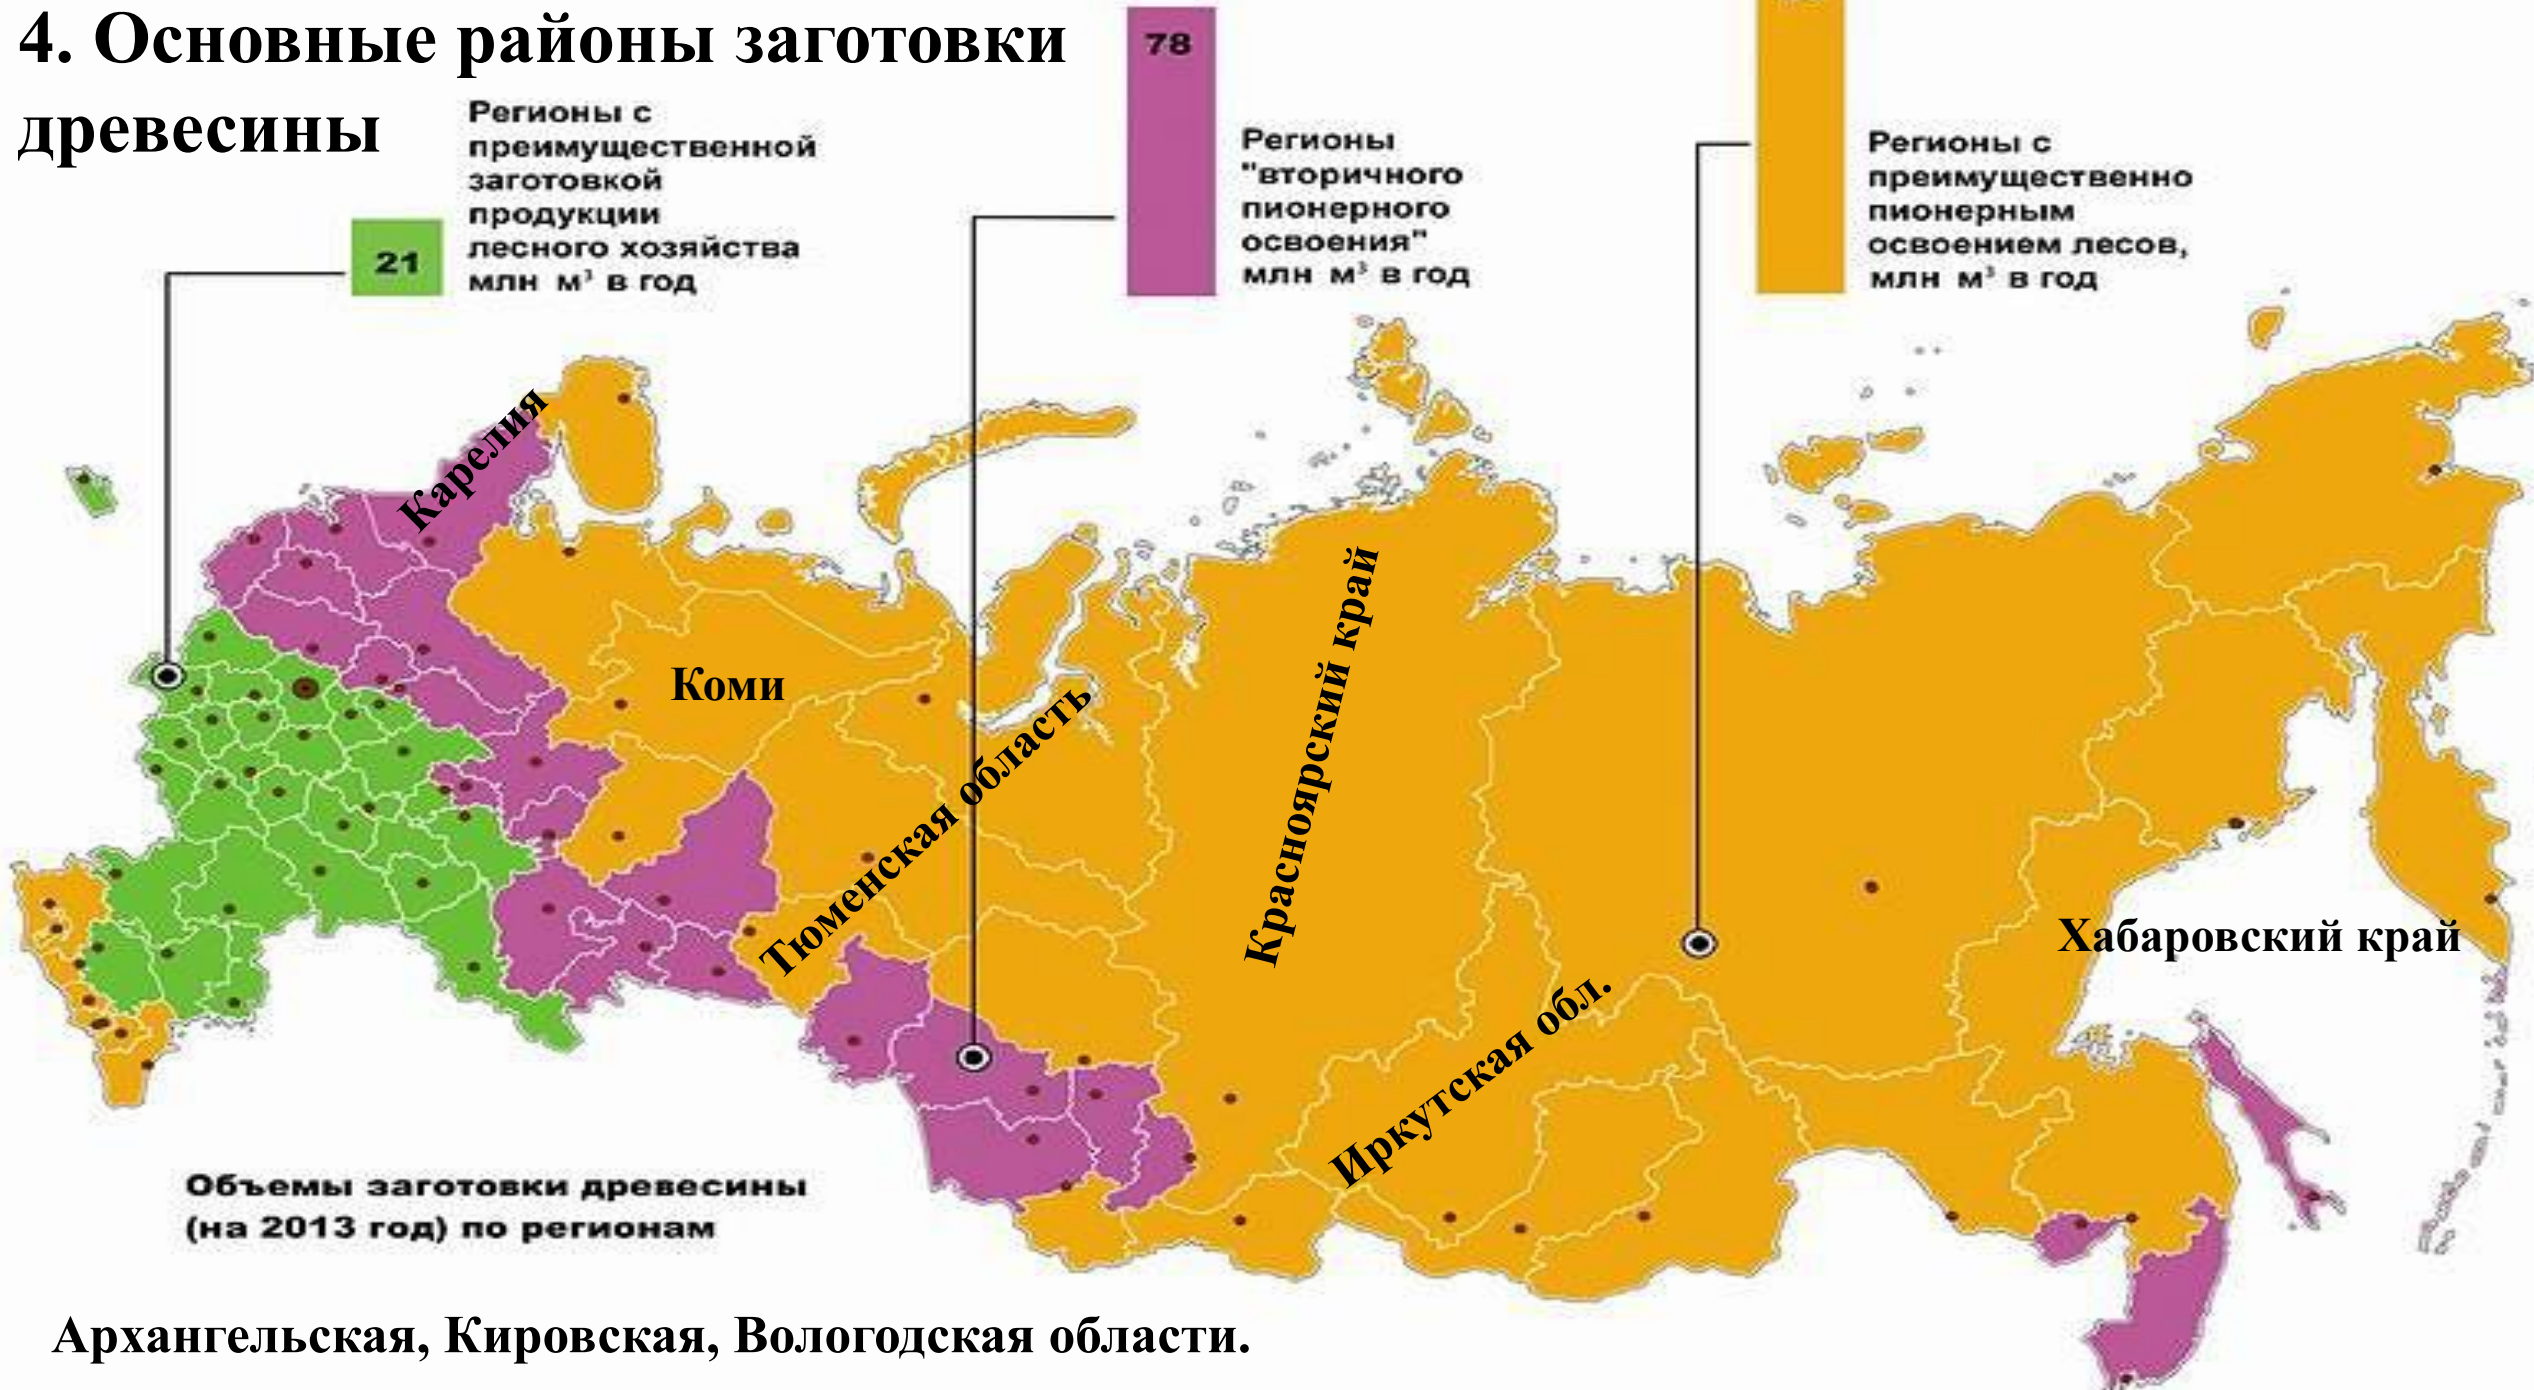 4. Основные районы заготовки
древесины
Регионы с
преимущественной
заготовкой
продукции
лесного хозяйства
млн м³ в год
21
78
Регионы
"вторичного
пионерного
освоения"
млн м³ в год
Регионы с
преимущественно
пионерным
освоением лесов,
млн м³ в год
Карелия
Коми
Тюменская область
Красноярский край
Иркутская обл.
Хабаровский край
Объемы заготовки древесины
(на 2013 год) по регионам
Архангельская, Кировская, Вологодская области.